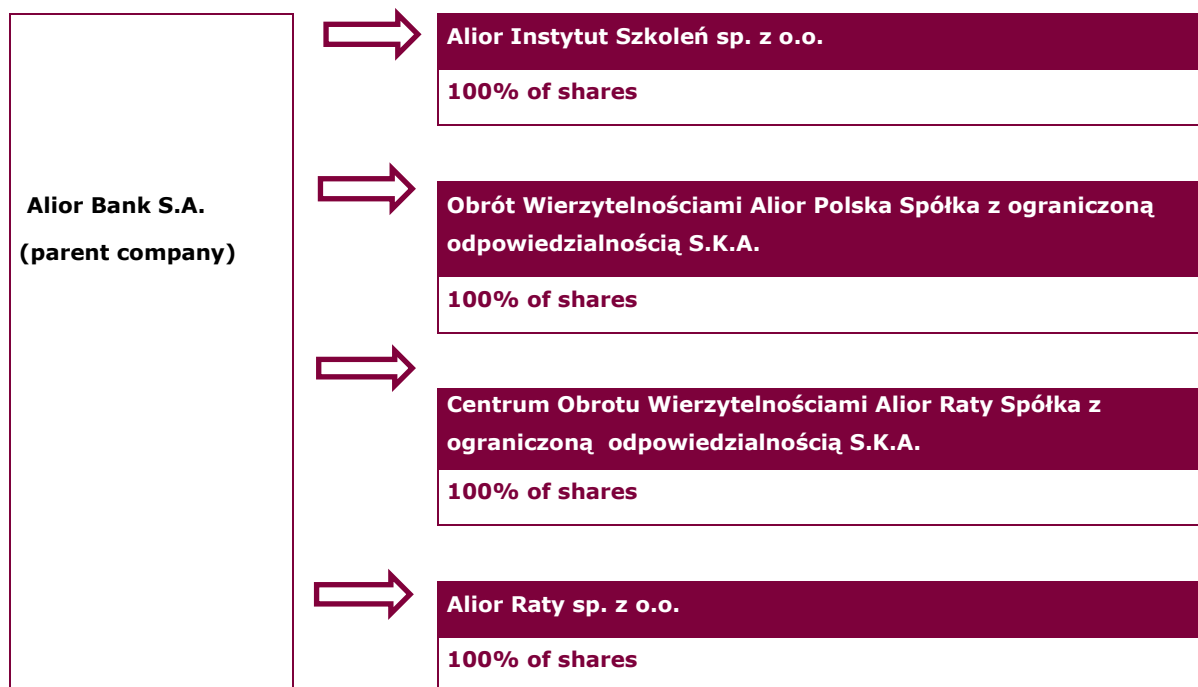 Alior Bank S.A.
(parent company)
Alior Instytut Szkoleń sp. z o.o.
100% of shares
Obrót Wierzytelnościami Alior Polska Spółka z ograniczoną
odpowiedzialnością S.K.A.
100% of shares
Centrum Obrotu Wierzytelnościami Alior Raty Spółka z
ograniczoną odpowiedzialnością S.K.A.
100% of shares
Alior Raty sp. z o.o.
100% of shares